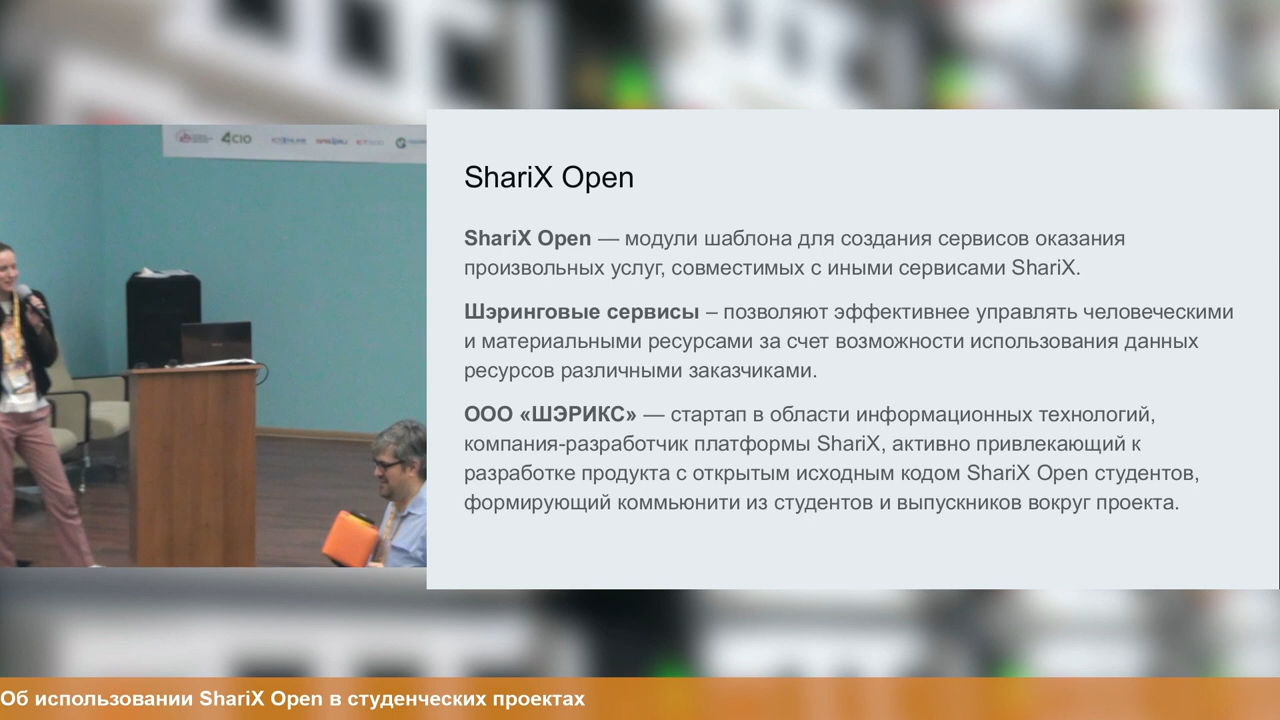 4CIO
ShariX Open
ShariX Open — модули шаблона для создания сервисов оказания
произвольных услуг, совместимых с иными сервисами ShariX.
Шэринговые сервисы – позволяют эффективнее управлять человеческими
и материальными ресурсами за счет возможности использования данных
ресурсов различными заказчиками.
ООО «ШЭРИКС» — стартап в области информационных технологий,
компания-разработчик платформы ShariX, активно привлекающий к
разработке продукта с открытым исходным кодом ShariX Open студентов,
формирующий коммьюнити из студентов и выпускников вокруг проекта.
Об использовании ShariX Open в студенческих проектах